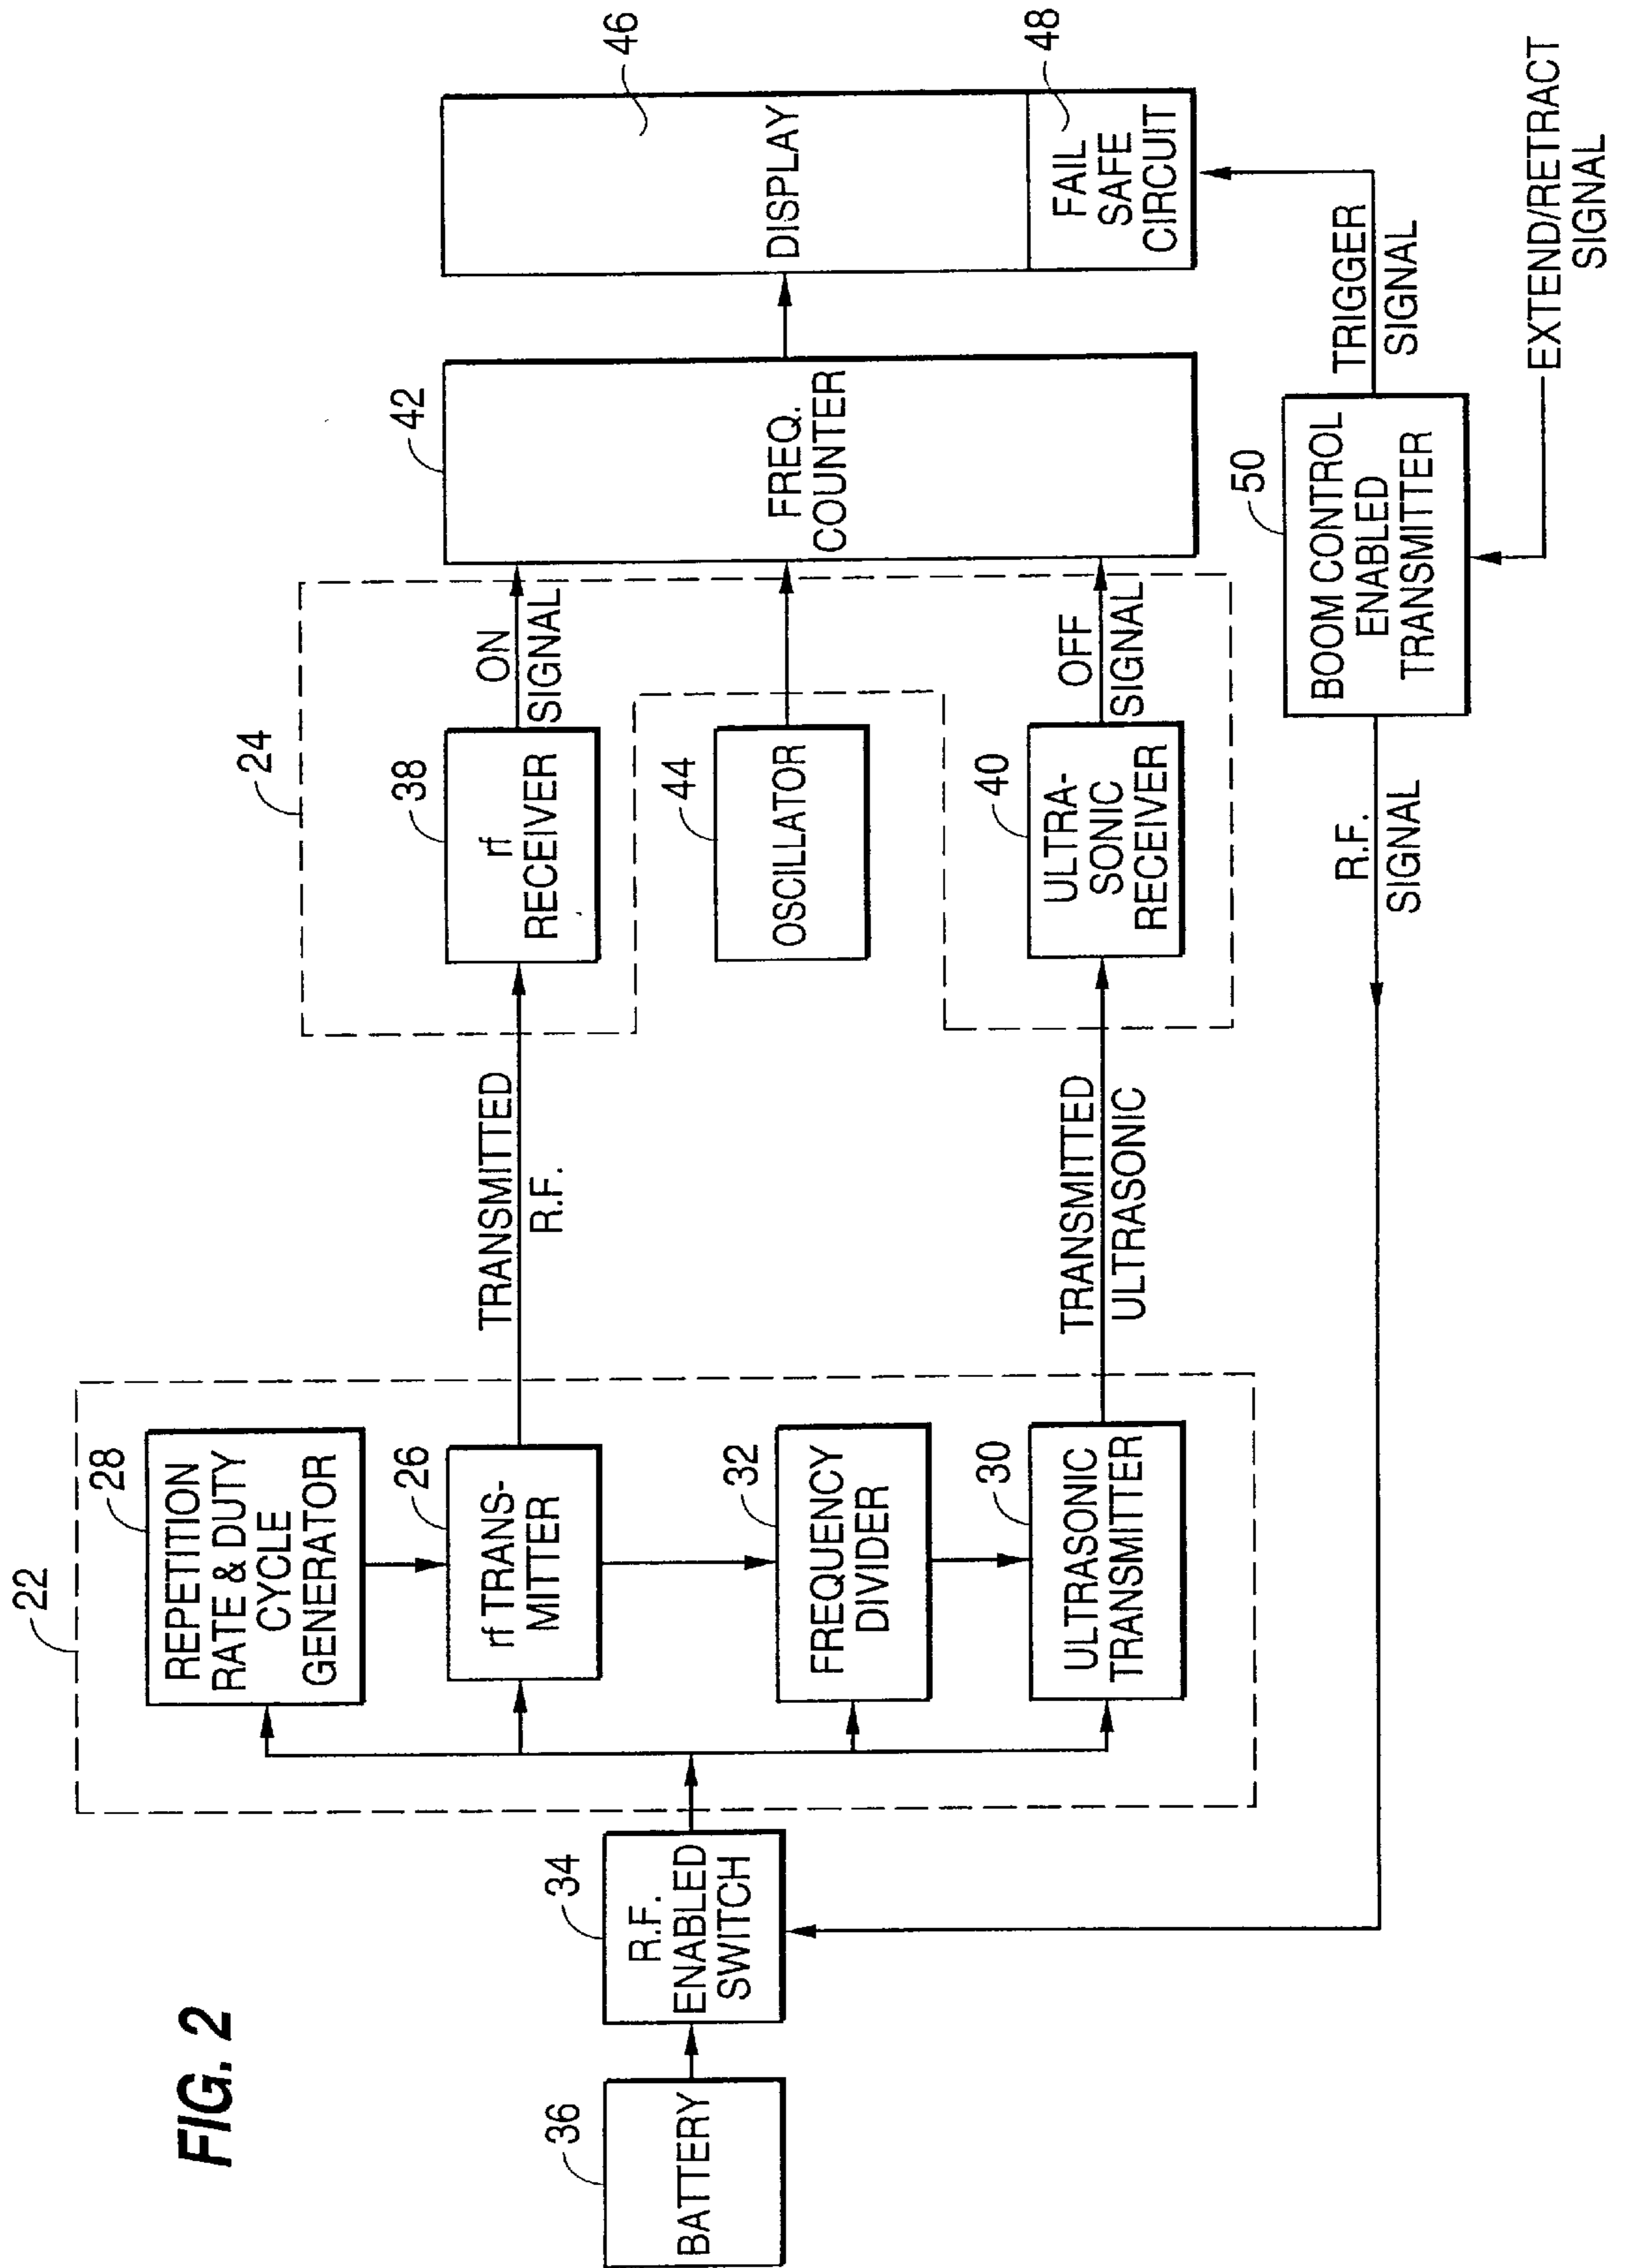 FIG. 2
22
28
REPETITION
RATE & DUTY
CYCLE
GENERATOR
26
rf TRANS-
MITTER
32
FREQUENCY
DIVIDER
30
ULTRASONIC
TRANSMITTER
34
R.F.
ENABLED
SWITCH
36
BATTERY
TRANSMITTED
R.F.
TRANSMITTED
ULTRASONIC
24
38
rf
RECEIVER
ON
SIGNAL
44
OSCILLATOR
40
ULTRA-
SONIC
RECEIVER
OFF
SIGNAL
42
FREQ.
COUNTER
46
DISPLAY
48
FAIL
SAFE
CIRCUIT
R.F.
SIGNAL
50
BOOM CONTROL
ENABLED
TRANSMITTER
TRIGGER
SIGNAL
EXTEND/RETRACT
SIGNAL